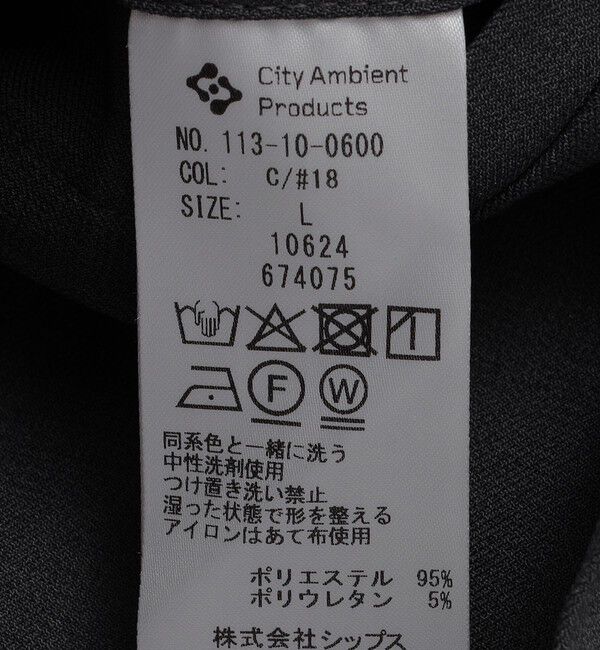 City Ambient
Products
NO. 113-10-0600
COL: C/#18
SIZE: L
10624
674075
F W
同系色と一緒に洗う
中性洗剤使用
つけ置き洗い禁止
湿った状態で形を整える
アイロンはあて布使用
ポリエステル 95%
ポリウレタン 5%
株式会社シップス